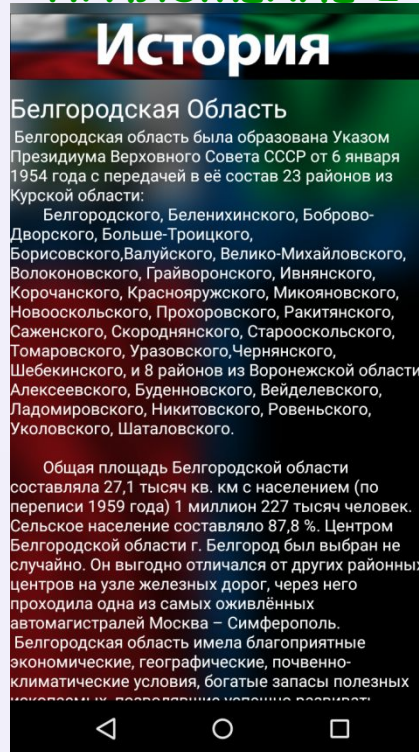 История
Белгородская Область
Белгородская область была образована Указом
Президиума Верховного Совета СССР от 6 января
1954 года с передачей в её состав 23 районов из
Курской области:
Белгородского, Беленихинского, Боброво-
Дворского, Больше-Троицкого,
Борисовского,Валуйского, Велико-Михайловского,
Волоконовского, Грайворонского, Ивнянского,
Корочанского, Краснояружского, Микояновского,
Новооскольского, Прохоровского, Ракитянского,
Саженского, Скороднянского, Старооскольского,
Томаровского, Уразовского,Чернянского,
Шебекинского, и 8 районов из Воронежской области
Алексеевского, Буденновского, Вейделевского,
Ладомировского, Никитовского, Ровеньского,
Уколовского, Шаталовского.
Общая площадь Белгородской области
составляла 27,1 тысяч кв. км с населением (по
переписи 1959 года) 1 миллион 227 тысяч человек.
Сельское население составляло 87,8 %. Центром
Белгородской области г. Белгород был выбран не
случайно. Он выгодно отличался от других районных
центров на узле железных дорог, через него
проходила одна из самых оживлённых
автомагистралей Москва – Симферополь.
Белгородская область имела благоприятные
экономические, географические, почвенно-
климатические условия, богатые запасы полезных